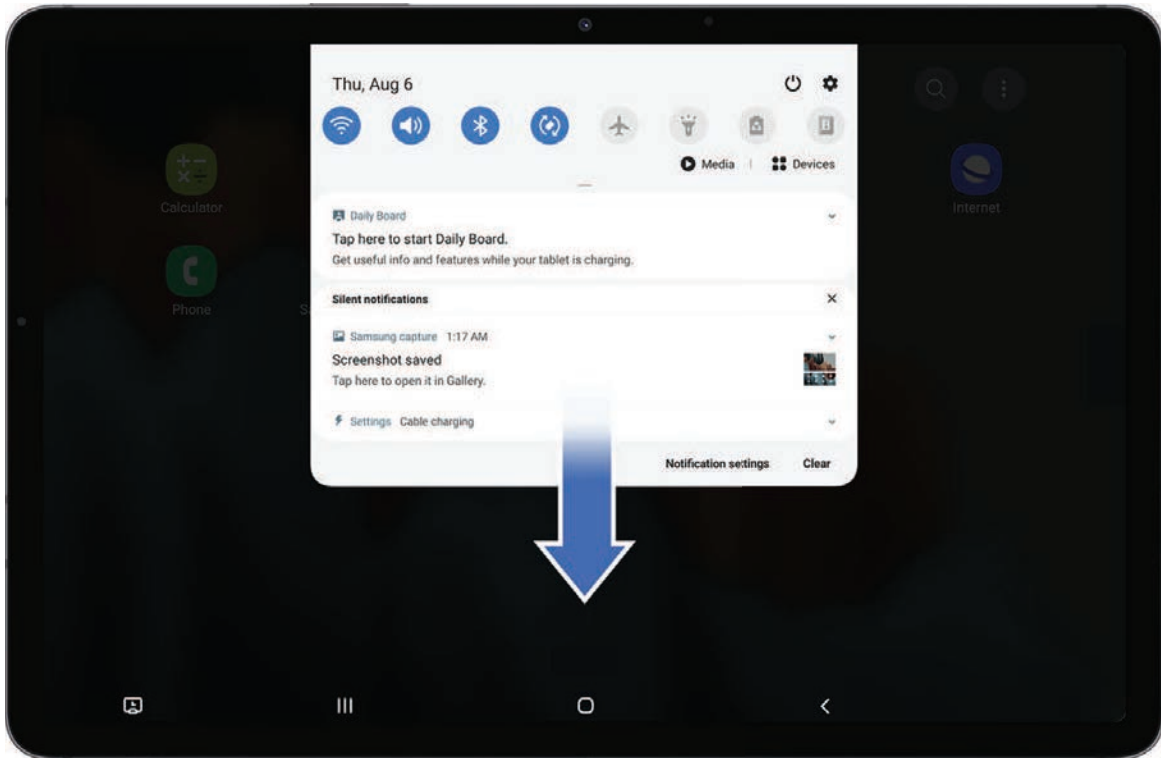 Thu, Aug 6
Media | Devices
Daily Board
Tap here to start Daily Board.
Get useful info and features while your tablet is charging.
Silent notifications
Samsung capture 1:17 AM
Screenshot saved
Tap here to open it in Gallery.
Settings Cable charging
Notification settings Clear
Calculator
Phone
Internet